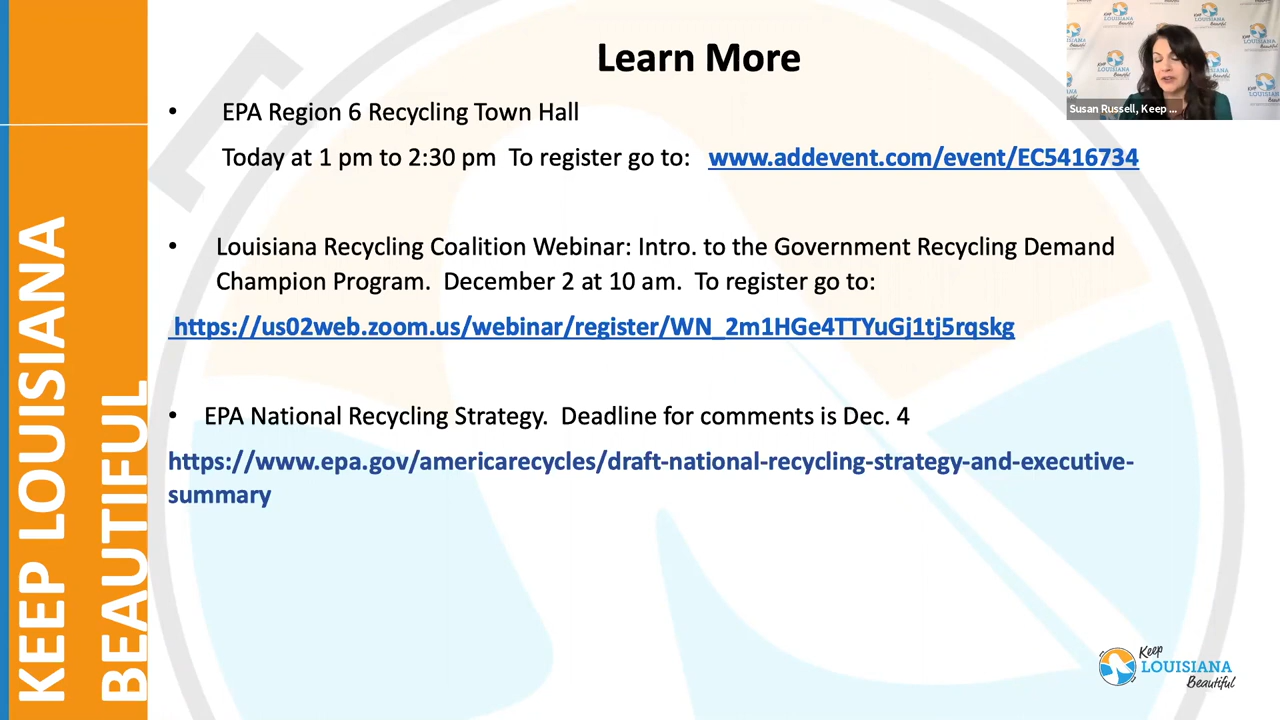 Learn More
• EPA Region 6 Recycling Town Hall
Today at 1 pm to 2:30 pm To register go to: www.addevent.com/event/EC5416734
• Louisiana Recycling Coalition Webinar: Intro. to the Government Recycling Demand
Champion Program. December 2 at 10 am. To register go to:
https://us02web.zoom.us/webinar/register/WN_2m1HGe4TTYuGj1tj5rqskg
• EPA National Recycling Strategy. Deadline for comments is Dec. 4
https://www.epa.gov/americarecycles/draft-national-recycling-strategy-and-executive-
summary
KEEP LOUISIANA
BEAUTIFUL
Susan Russell, Keep ...
Keep
LOUISIANA
Beautiful